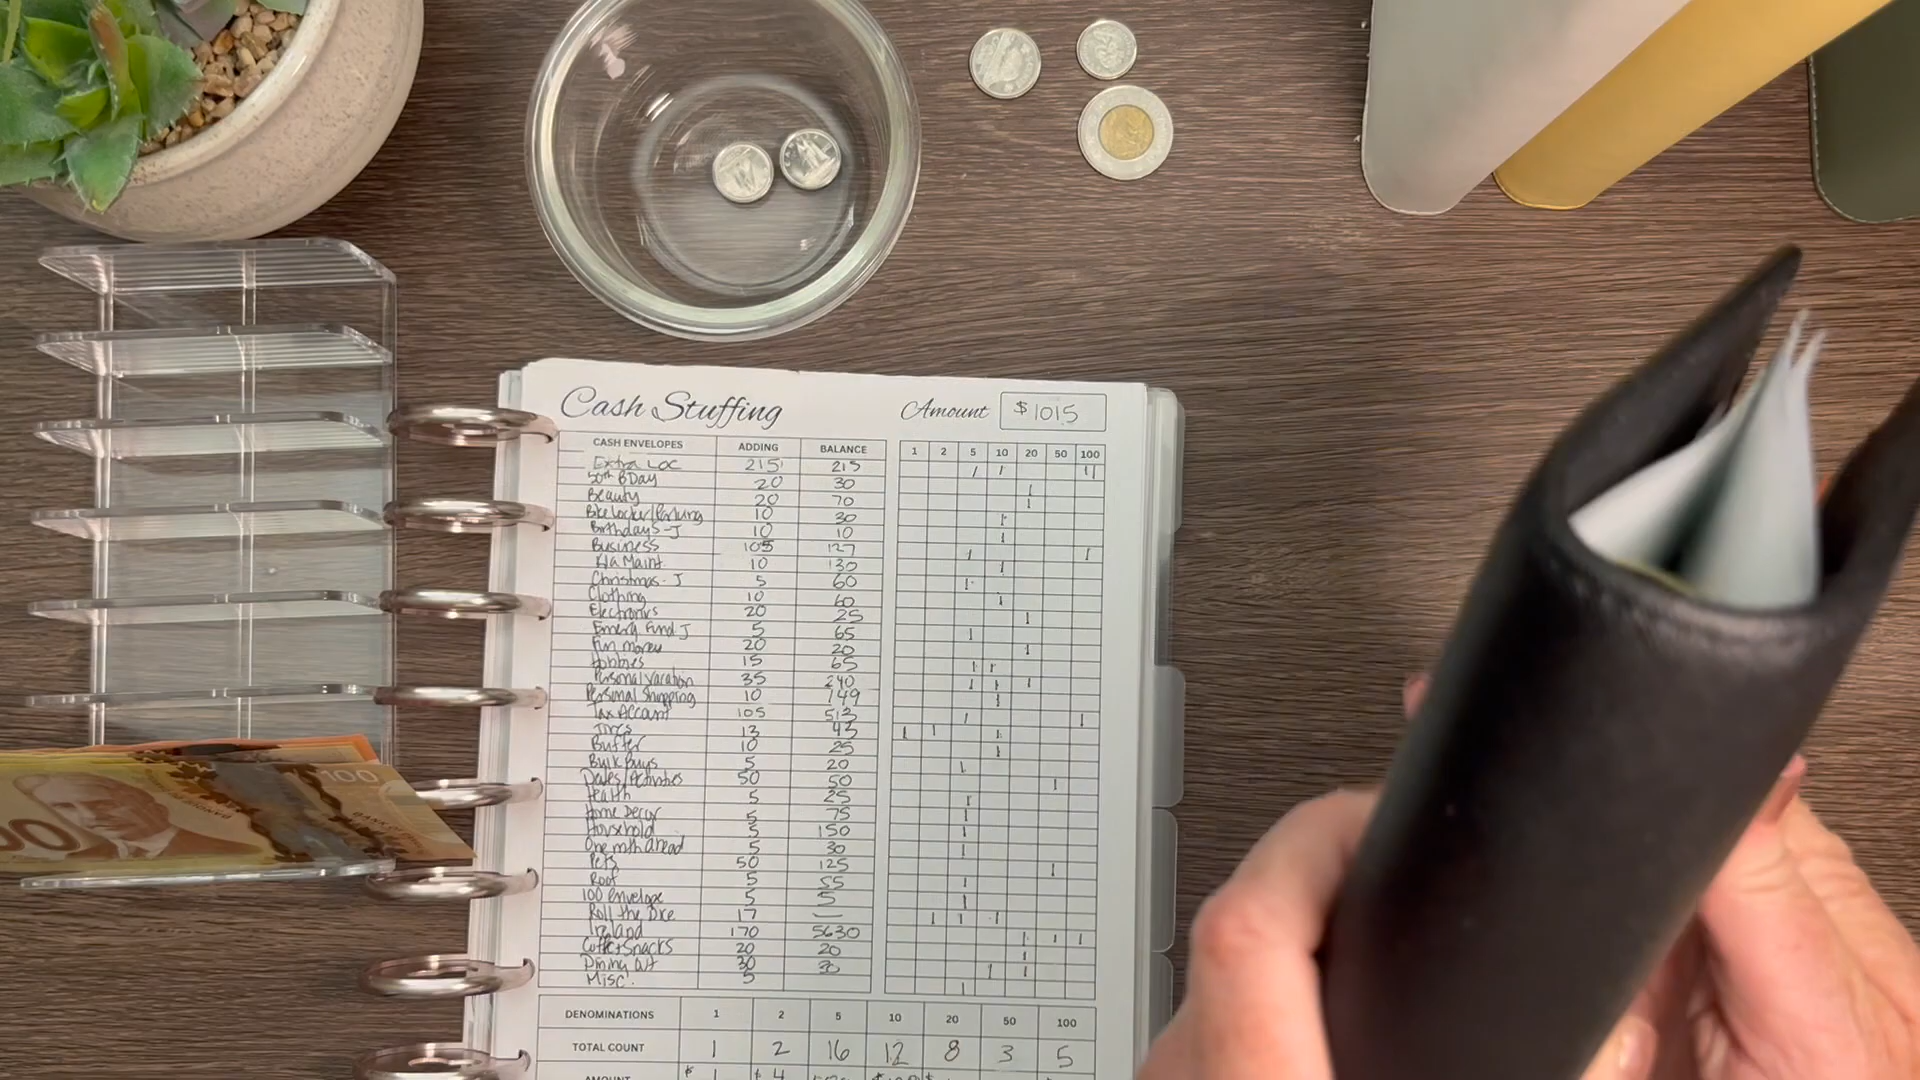 Cash Stuffing Amount $1015
CASH ENVELOPES ADDING BALANCE 1 2 5 10 20 50 100
Extra LOC 215 215
50th BDay 20 30
Beauty 20 70
Bike locker/Parking 10 30
Birthdays-J 10 10
Business 105 127
Kia Maint. 10 130
Christmas-J 5 60
Clothing 10 60
Electronics 20 25
Emerg Fund J 5 65
Fun money 20 20
Hobbies 15 65
Personal Vacation 35 240
Personal Shopping 10 149
Tax Account 105 513
Tires 13 43
Buffer 10 25
Bulk Buys 5 20
Dates/Activities 50 50
Health 5 25
Home Decor 5 75
Household 5 150
One mth ahead 5 30
Pets 50 125
Roof 5 55
100 envelope 5 5
Roll the Dice 17 —
Ireland 170 5630
Coffee+Snacks 20 20
Dining Out 30 30
Misc. 5
DENOMINATIONS 1 2 5 10 20 50 100
TOTAL COUNT 1 2 16 12 8 3 5
AMOUNT $1 $4
100
00